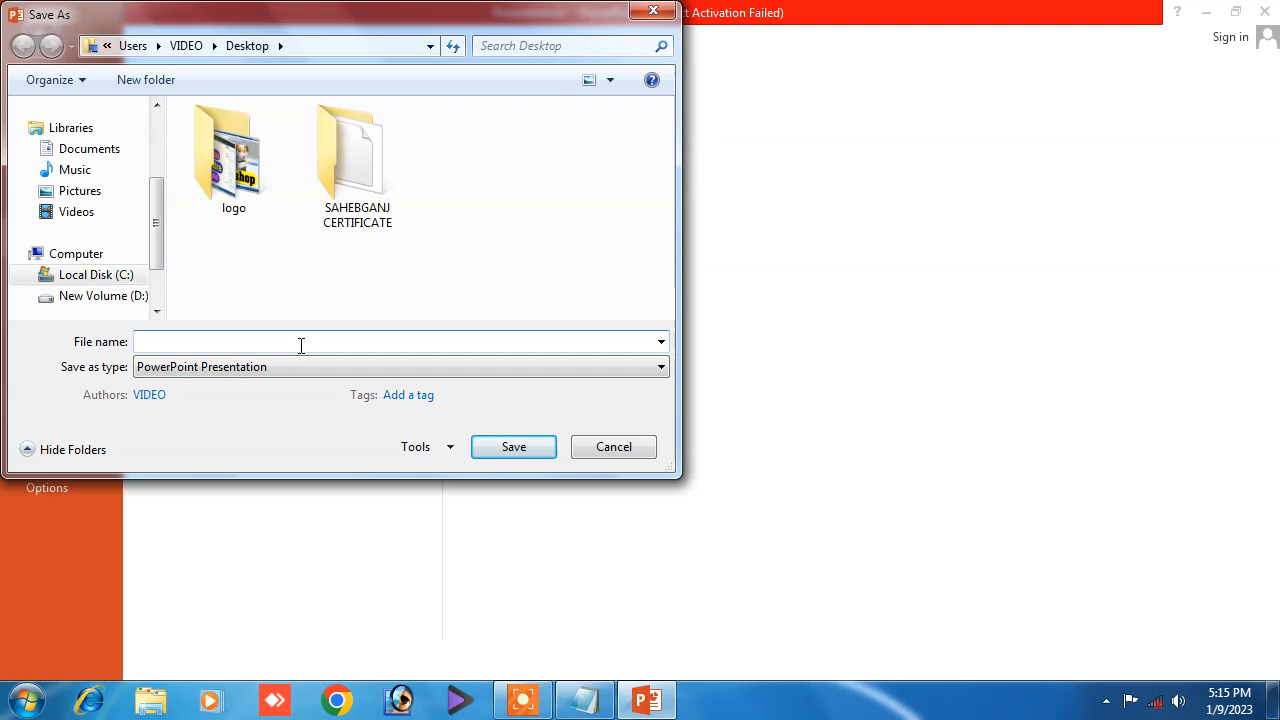 Save As
t Activation Failed)
?
Sign in
« Users VIDEO Desktop
Search Desktop
Organize
New folder
Libraries
Documents
Music
Pictures
Videos
Computer
Local Disk (C:)
New Volume (D:)
logo
SAHEBGANJ
CERTIFICATE
File name:
Save as type: PowerPoint Presentation
Authors: VIDEO
Tags: Add a tag
Hide Folders
Tools
Save
Cancel
Options
5:15 PM
1/9/2023